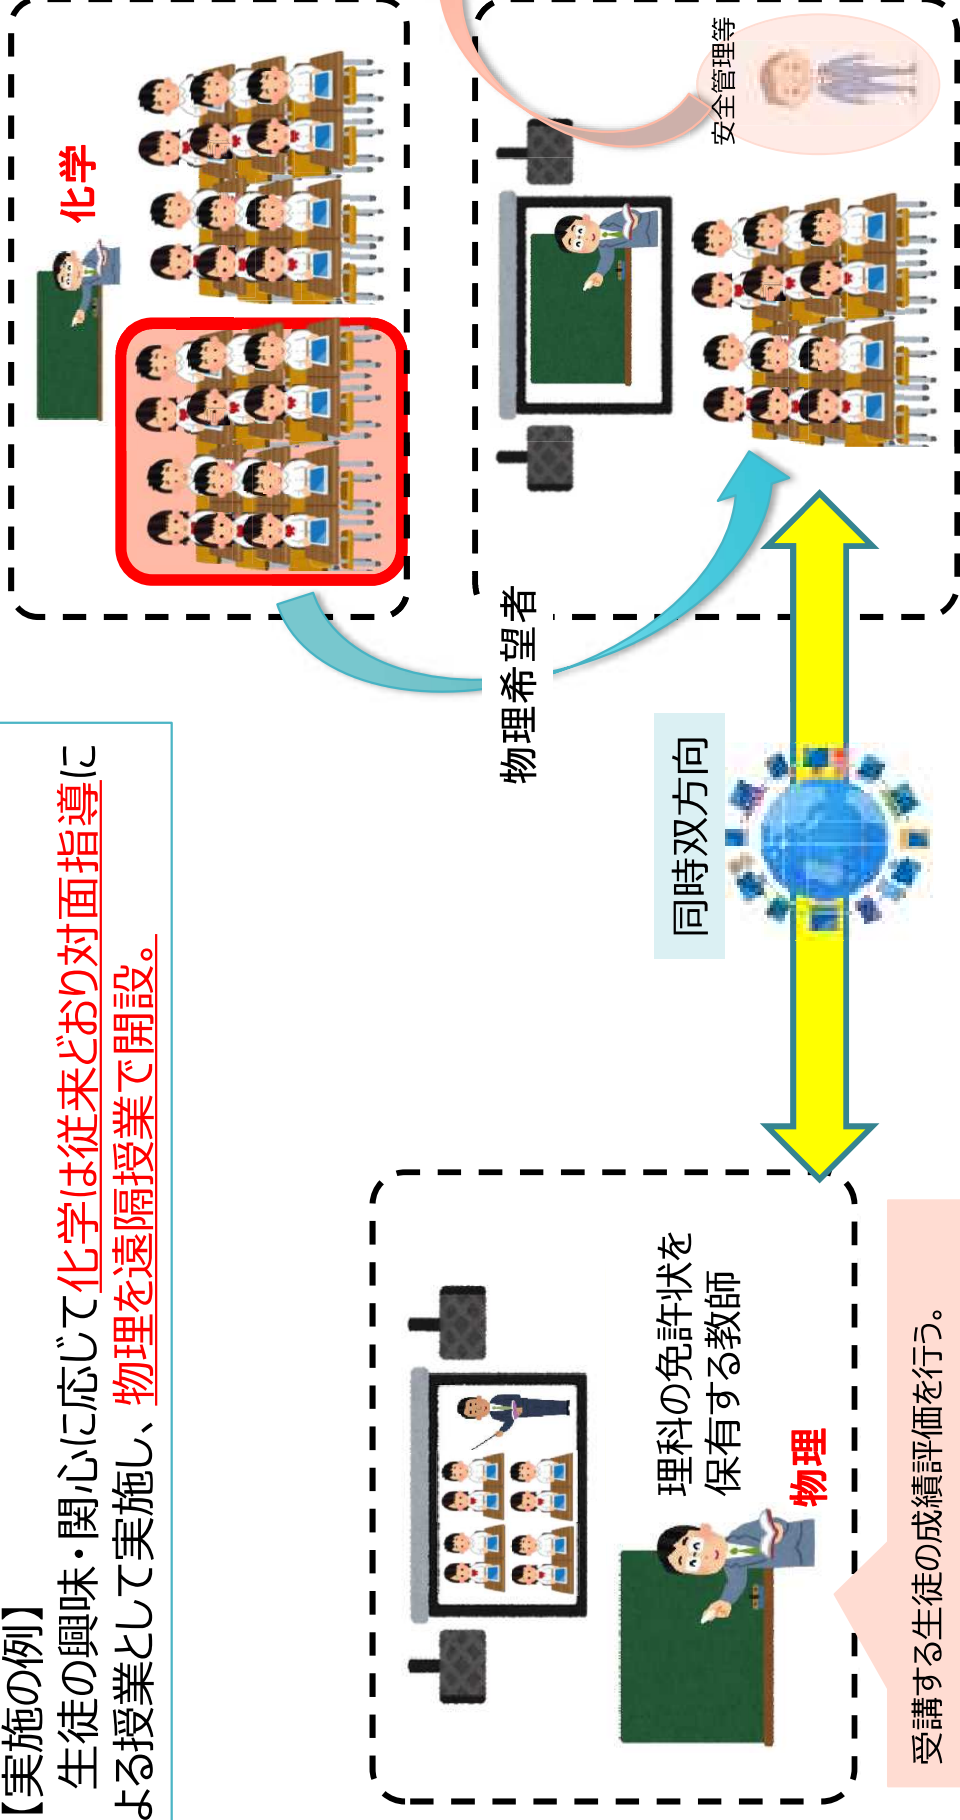 【実施の例】
生徒の興味・関心に応じて化学は従来どおり対面指導に
よる授業として実施し、物理を遠隔授業で開設。
化学
物理希望者
安全管理等
同時双方向
理科の免許状を
保有する教師
物理
受講する生徒の成績評価を行う。